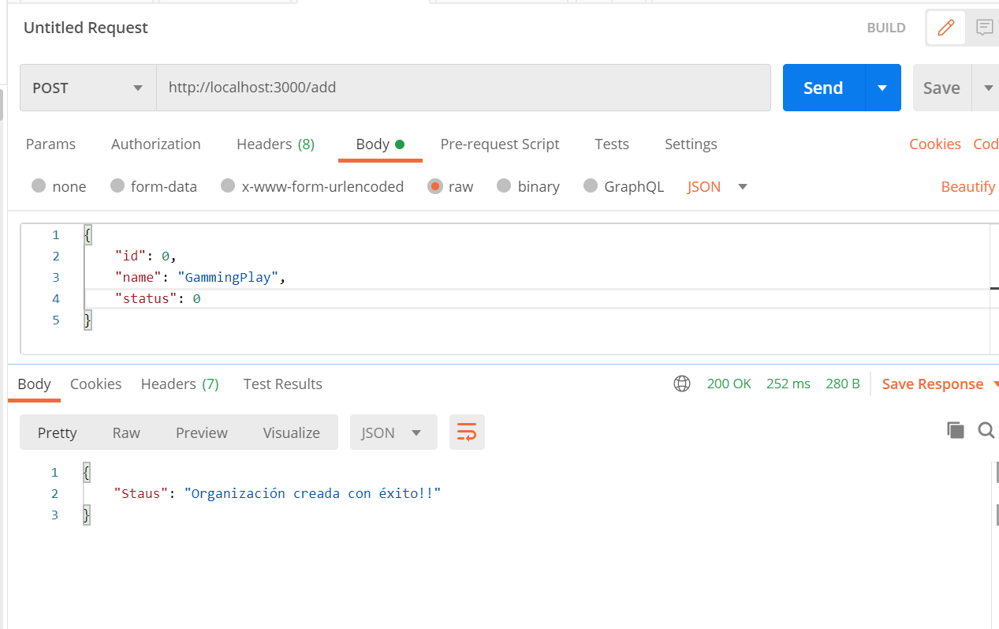 Untitled Request BUILD
POST http://localhost:3000/add Send Save
Params Authorization Headers (8) Body Pre-request Script Tests Settings Cookies Cod
none form-data x-www-form-urlencoded raw binary GraphQL JSON Beautify
1 {
2 "id": 0,
3 "name": "GammingPlay",
4 "status": 0
5 }
Body Cookies Headers (7) Test Results 200 OK 252 ms 280 B Save Response
Pretty Raw Preview Visualize JSON
1 {
2 "Staus": "Organización creada con éxito!!"
3 }